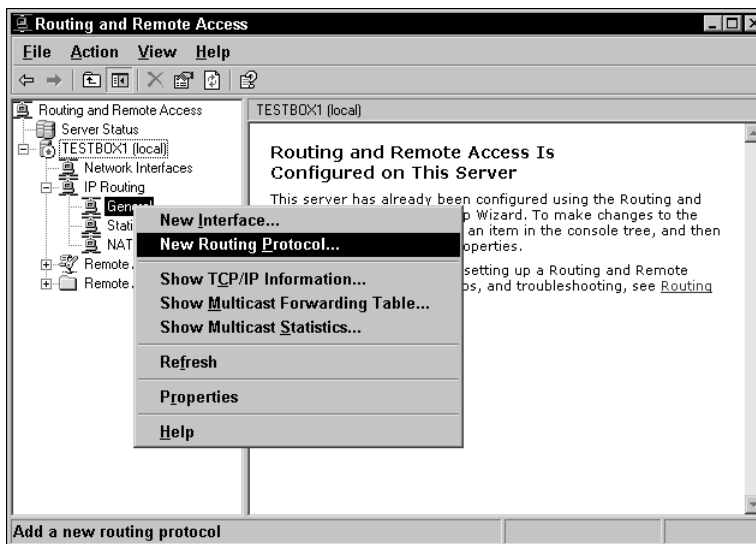 Routing and Remote Access
File Action View Help
Routing and Remote Access
Server Status
TESTBOX1 (local)
Network Interfaces
IP Routing
General
Stati
NAT
Remote
Remote
TESTBOX1 (local)
Routing and Remote Access Is
Configured on This Server
This server has already been configured using the Routing and
p Wizard. To make changes to the
an item in the console tree, and then
operties.
setting up a Routing and Remote
os, and troubleshooting, see Routing
New Interface...
New Routing Protocol...
Show TCP/IP Information...
Show Multicast Forwarding Table...
Show Multicast Statistics...
Refresh
Properties
Help
Add a new routing protocol